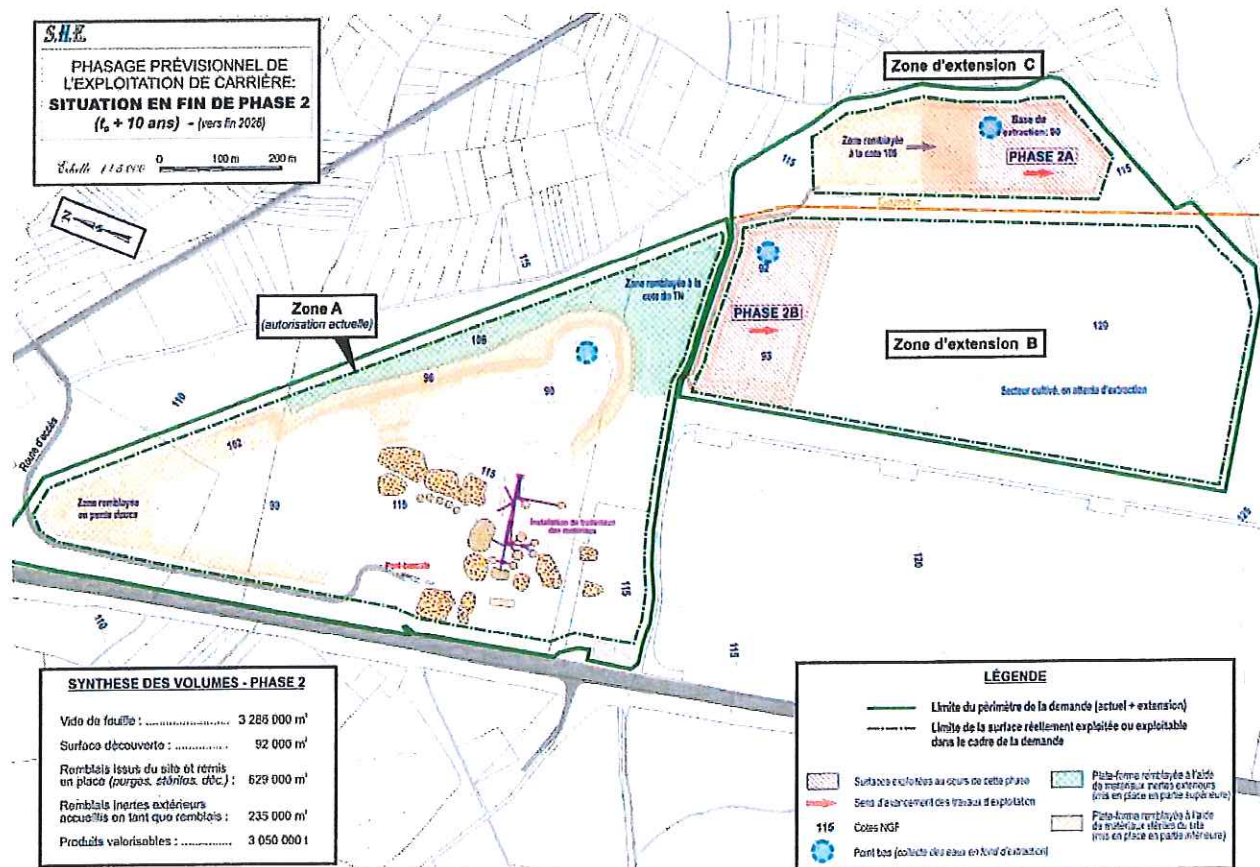 S.H.E.
PHASAGE PRÉVISIONNEL DE
L'EXPLOITATION DE CARRIÈRE:
SITUATION EN FIN DE PHASE 2
(t₀ + 10 ans) - (vers fin 2026)
Echelle 1/5 000
0 100 m 200 m
N
Zone d'extension C
Base de
extraction: 90
Zone remblayée
à la cote 106
PHASE 2A
115
115
115
Zone remblayée à la
cote du TN
92
PHASE 2B
93
Zone d'extension B
120
Secteur cultivé, en attente d'extraction
Zone A
(autorisation actuelle)
106
96
90
110
102
Route d'accès
Zone remblayée
en pente douce
93
115
115
Installation de traitement
des matériaux
Pont-bascule
115
110
120
125
115
SYNTHESE DES VOLUMES - PHASE 2
Vide de fouille : ........................ 3 286 000 m³
Surface découverte : .............. 92 000 m²
Remblais issus du site et remis
en place (purges, stériles, déc.) : 629 000 m³
Remblais inertes extérieurs
accueillis en tant que remblais : 235 000 m³
Produits valorisables : ............ 3 050 000 t
LÉGENDE
Limite du périmètre de la demande (actuel + extension)
Limite de la surface réellement exploitée ou exploitable
dans le cadre de la demande
Surfaces exploitées au cours de cette phase
Sens d'avancement des travaux d'exploitation
115 Cotes NGF
Point bas (collecte des eaux en fond d'extraction)
Plate-forme remblayée à l'aide
de matériaux inertes extérieurs
(mis en place en partie supérieure)
Plate-forme remblayée à l'aide
de matériaux stériles du site
(mis en place en partie inférieure)